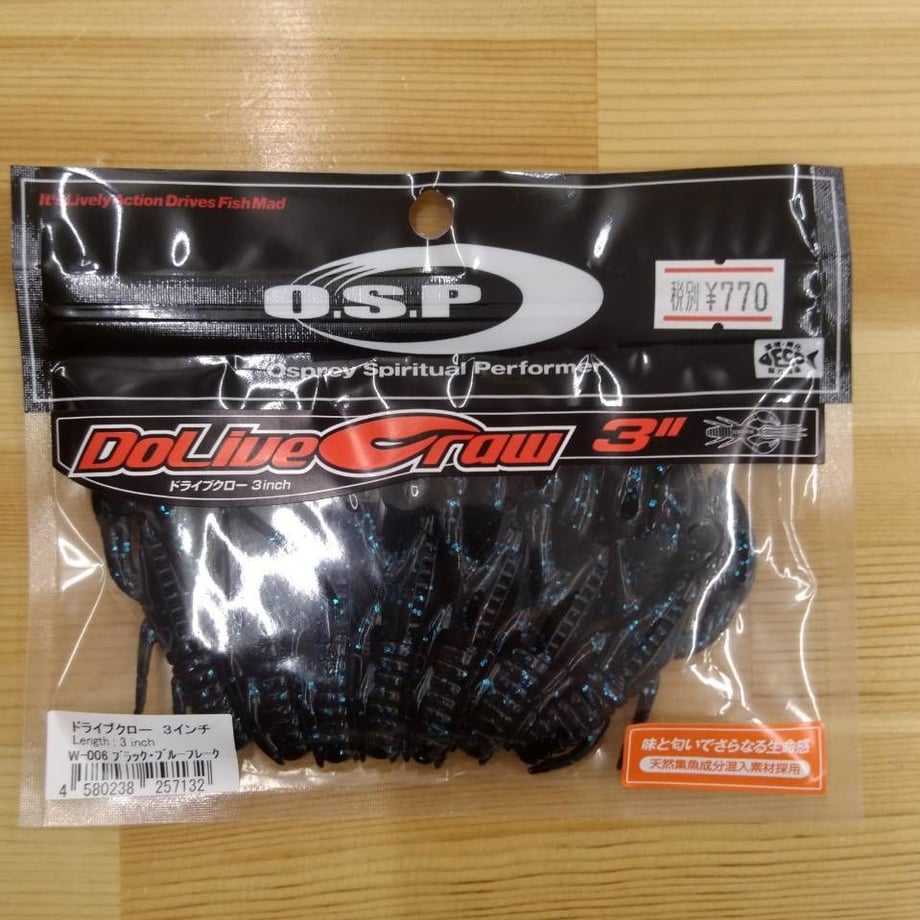 It's Lively Action Drives Fish Mad
O.S.P
税別 ¥770
Osprey Spiritual Performer
DoLiveCraw 3"
ドライブクロー 3inch
ドライブクロー 3インチ
Length : 3 inch
W-006 ブラック・ブルーフレーク
4 580238 257132
味と匂いでさらなる生命感
天然集魚成分混入素材採用